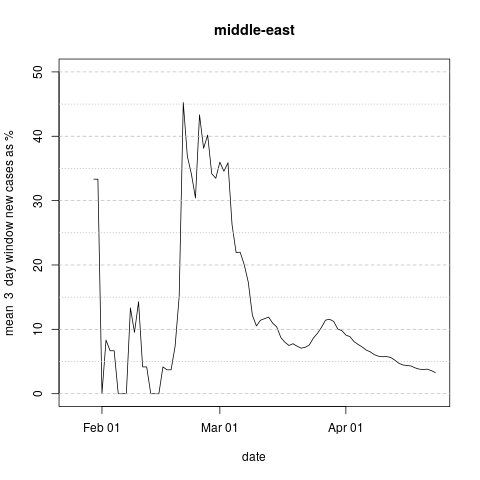 middle-east
mean 3 day window new cases as %
50
40
30
20
10
0
Feb 01
Mar 01
Apr 01
date